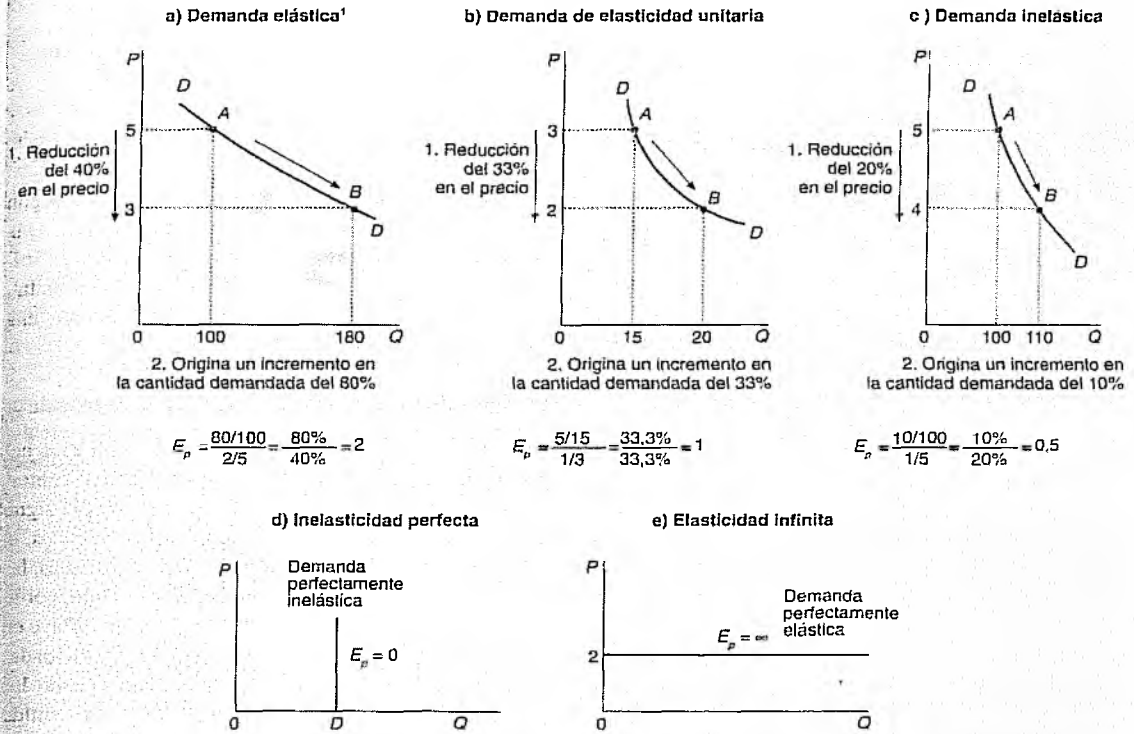 a) Demanda elástica¹
b) Demanda de elasticidad unitaria
c ) Demanda inelástica
P
D
A
5
1. Reducción
del 40%
en el precio
B
3
D
0
100
180
Q
2. Origina un incremento en
la cantidad demandada del 80%
P
D
A
3
1. Reducción
del 33%
en el precio
B
2
D
0
15
20
Q
2. Origina un incremento en
la cantidad demandada del 33%
P
D
A
5
1. Reducción
del 20%
en el precio
B
4
D
0
100
110
Q
2. Origina un incremento en
la cantidad demandada del 10%
E_p = 80/100 / 2/5 = 80% / 40% = 2
E_p = 5/15 / 1/3 = 33,3% / 33,3% = 1
E_p = 10/100 / 1/5 = 10% / 20% = 0,5
d) Inelasticidad perfecta
P
Demanda
perfectamente
inelástica
E_p = 0
0
D
Q
e) Elasticidad infinita
P
Demanda
perfectamente
elástica
E_p = ∞
2
0
Q